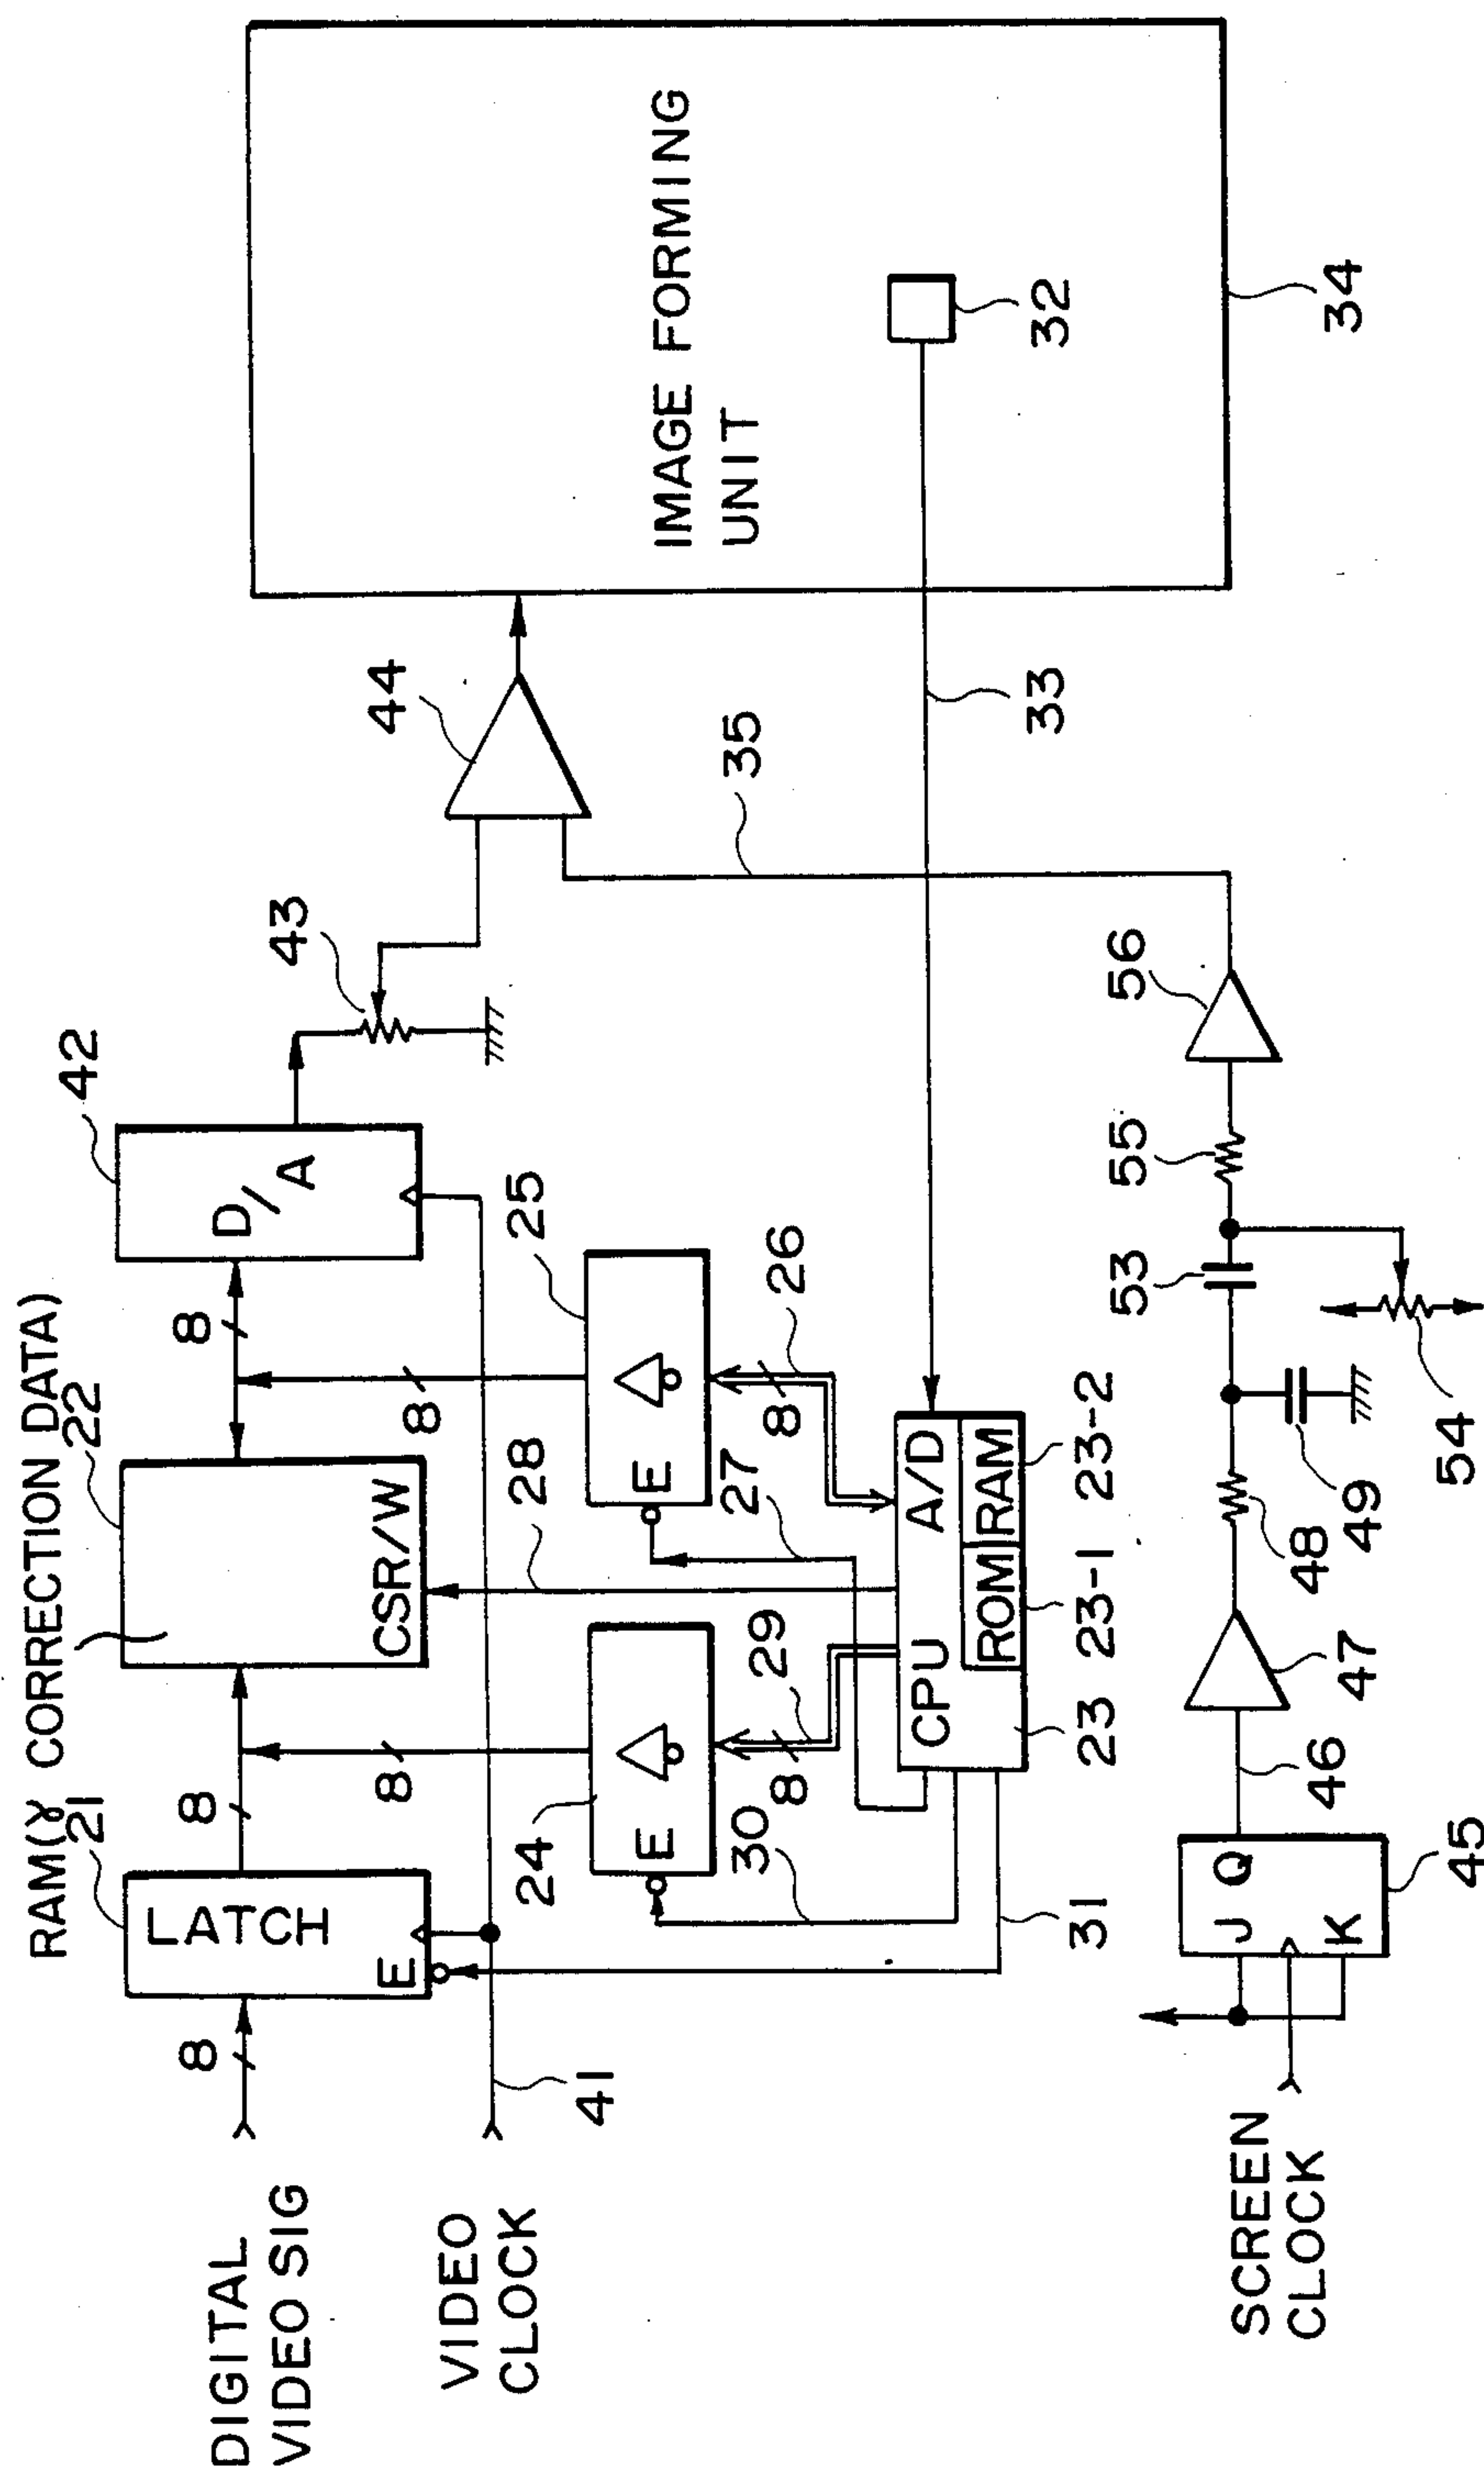 RAM(γ CORRECTION DATA)
21
22
42
43
44
DIGITAL
VIDEO SIG
8
LATCH
E
8
CSR/W
8
D/A
IMAGE FORMING
UNIT
VIDEO
CLOCK
41
24
E
8
28
E
8
25
35
30
8
29
27
8
26
31
CPU
A/D
ROM
RAM
23
23-1
23-2
33
32
34
SCREEN
CLOCK
J
Q
K
45
46
47
48
49
53
54
55
56